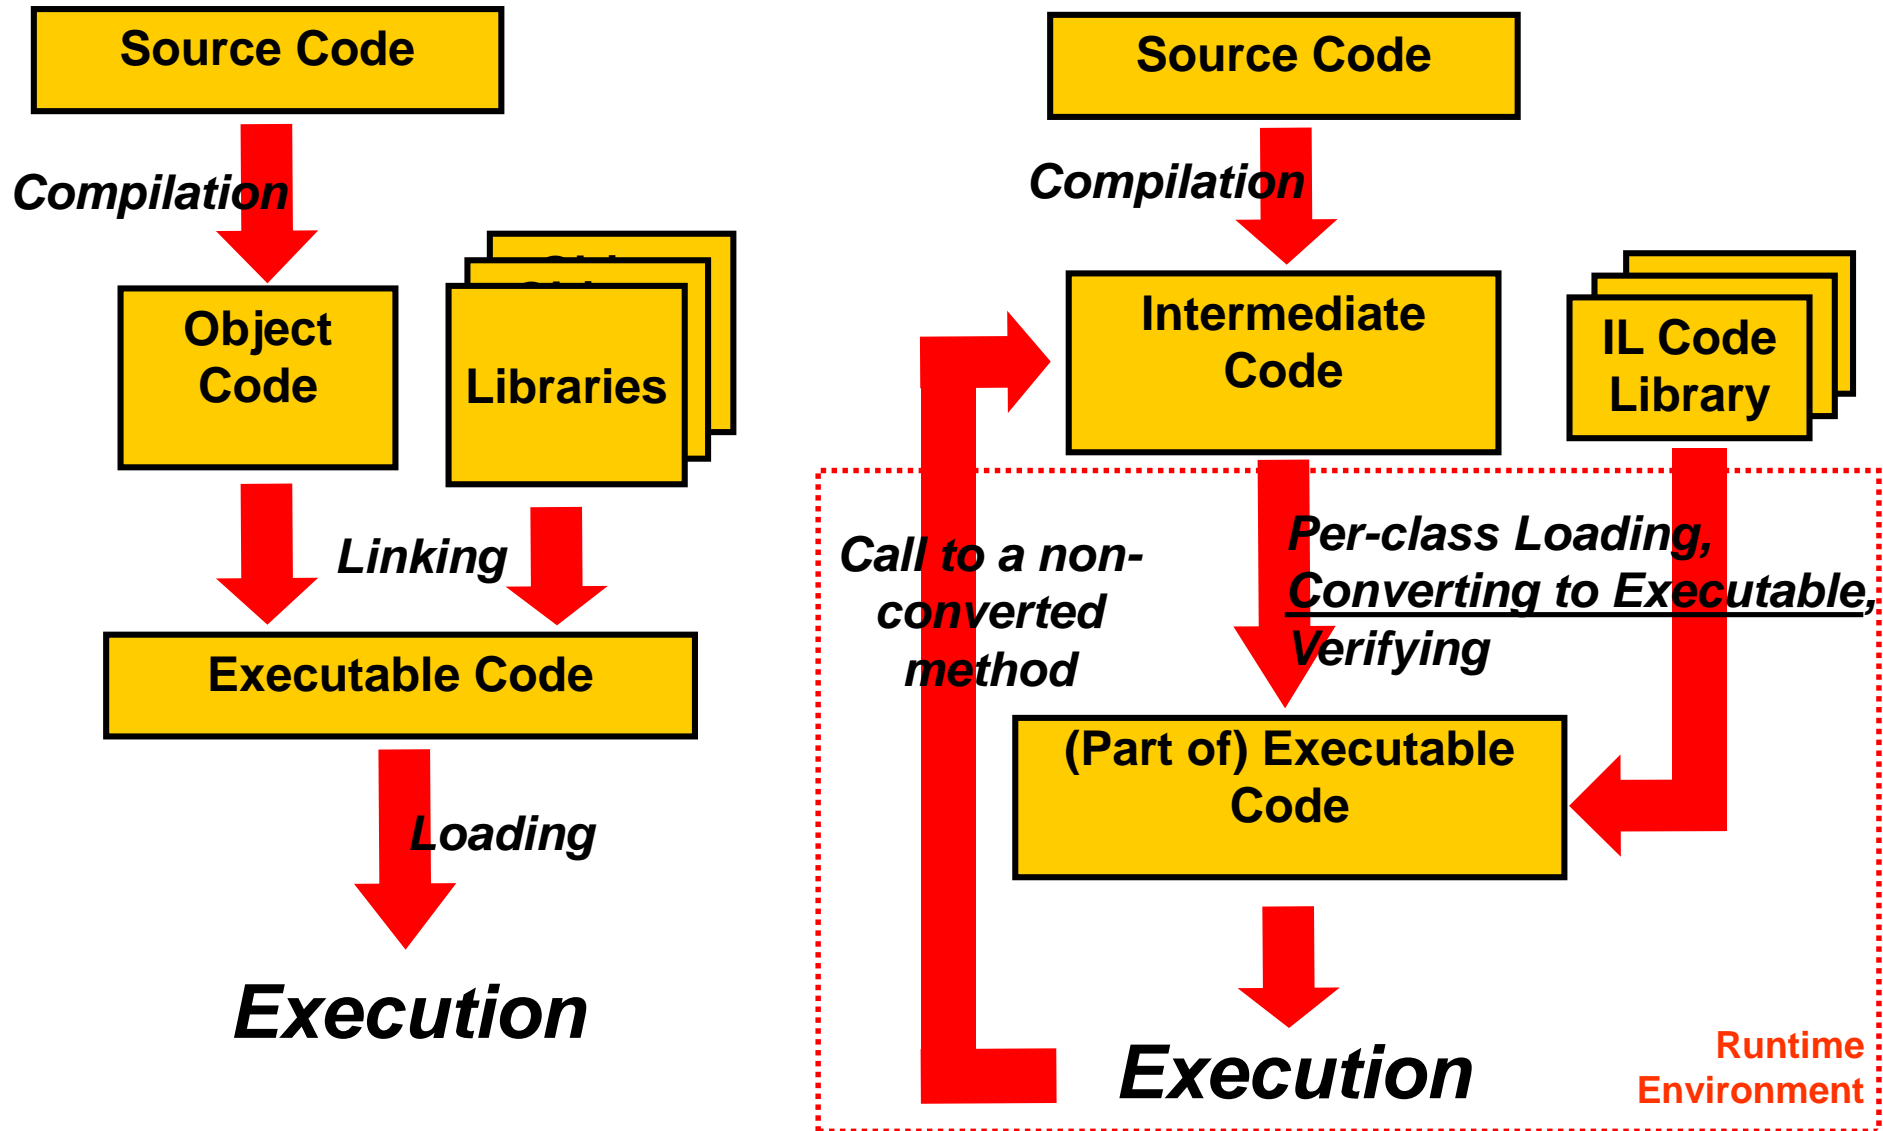 Source Code
Compilation
Object
Code
Libraries
Linking
Executable Code
Loading
Execution
Source Code
Compilation
Intermediate
Code
IL Code
Library
Call to a non-
converted
method
Per-class Loading,
Converting to Executable,
Verifying
(Part of) Executable
Code
Execution
Runtime
Environment